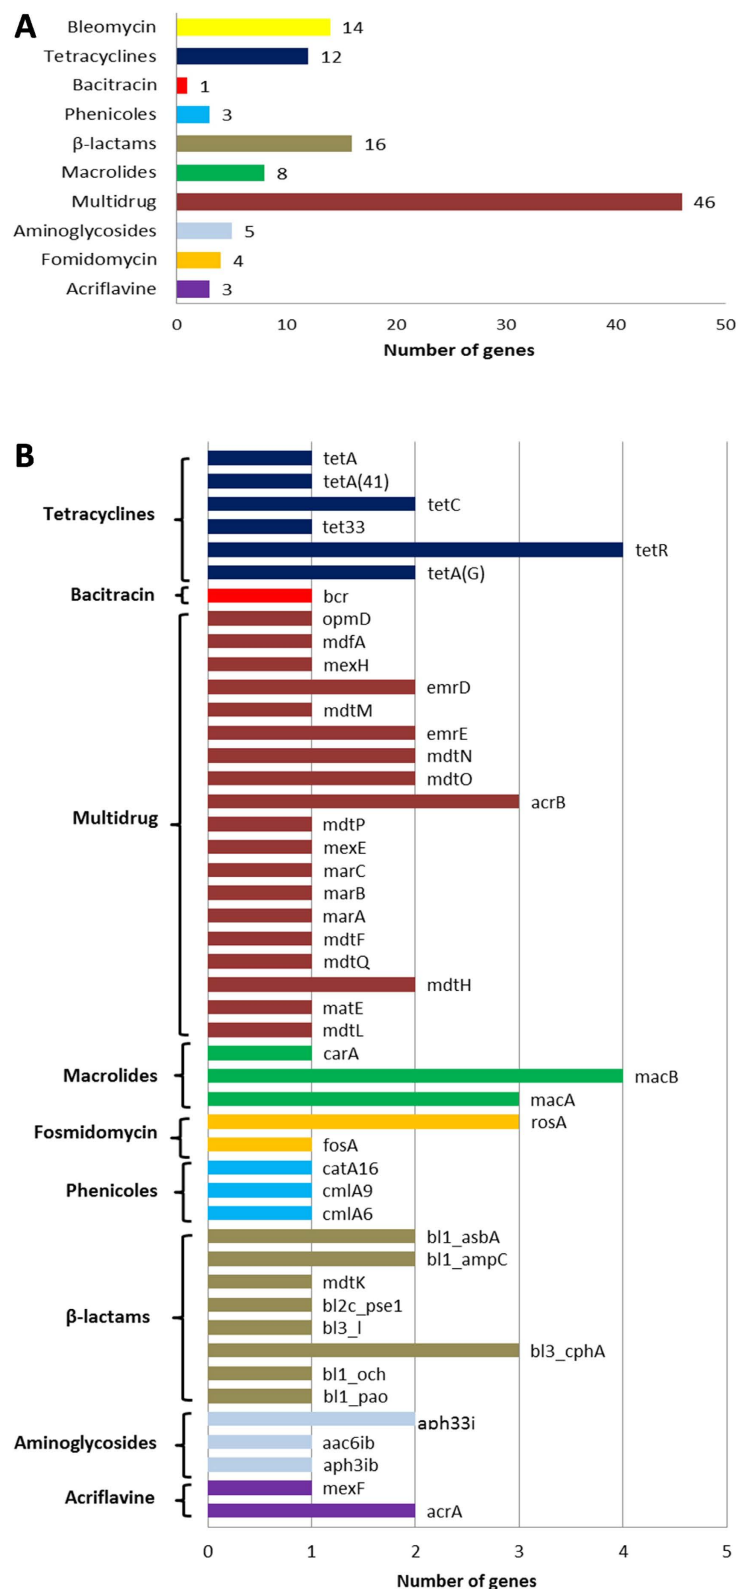 A
Bleomycin 14
Tetracyclines 12
Bacitracin 1
Phenicoles 3
β-lactams 16
Macrolides 8
Multidrug 46
Aminoglycosides 5
Fomidomycin 4
Acriflavine 3
0 10 20 30 40 50
Number of genes
B
tetA
tetA(41)
tetC
Tetracyclines
tet33
tetR
tetA(G)
Bacitracin bcr
opmD
mdfA
mexH
emrD
mdtM
emrE
mdtN
mdtO
acrB
Multidrug
mdtP
mexE
marC
marB
marA
mdtF
mdtQ
mdtH
matE
mdtL
carA
Macrolides macB
macA
rosA
Fosmidomycin
fosA
catA16
Phenicoles cmlA9
cmlA6
bl1_asbA
bl1_ampC
mdtK
bl2c_pse1
β-lactams
bl3_l
bl3_cphA
bl1_och
bl1_pao
aph33i
Aminoglycosides aac6ib
aph3ib
mexF
Acriflavine
acrA
0 1 2 3 4 5
Number of genes